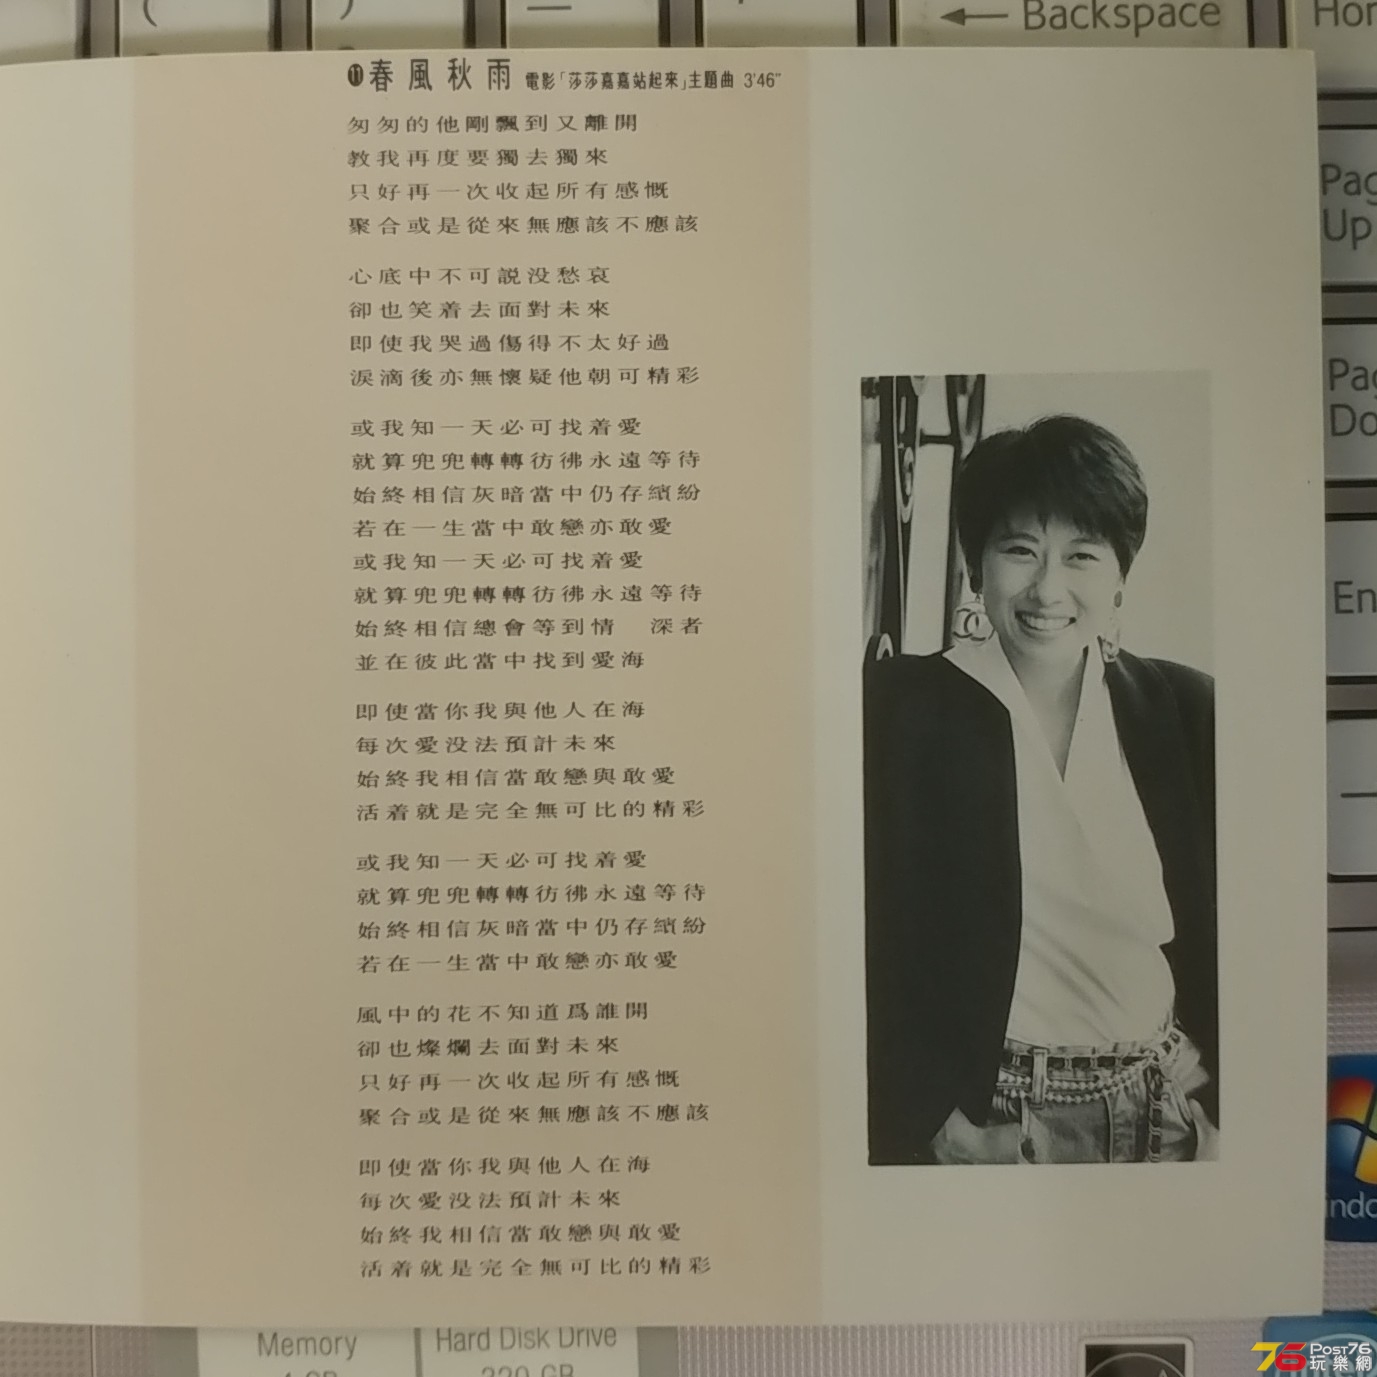 Backspace
⑪春風秋雨 電影「莎莎嘉嘉站起來」主題曲 3'46"
匆匆的他剛飄到又離開
教我再度要獨去獨來
只好再一次收起所有感慨
聚合或是從來無應該不應該
心底中不可説没愁哀
卻也笑着去面對未來
即使我哭過傷得不太好過
淚滴後亦無懷疑他朝可精彩
或我知一天必可找着愛
就算兜兜轉轉彷彿永遠等待
始終相信灰暗當中仍存繽紛
若在一生當中敢戀亦敢愛
或我知一天必可找着愛
就算兜兜轉轉彷彿永遠等待
始終相信總會等到情　深者
並在彼此當中找到愛海
即使當你我與他人在海
每次愛没法預計未來
始終我相信當敢戀與敢愛
活着就是完全無可比的精彩
或我知一天必可找着愛
就算兜兜轉轉彷彿永遠等待
始終相信灰暗當中仍存繽紛
若在一生當中敢戀亦敢愛
風中的花不知道爲誰開
卻也燦爛去面對未來
只好再一次收起所有感慨
聚合或是從來無應該不應該
即使當你我與他人在海
每次愛没法預計未來
始終我相信當敢戀與敢愛
活着就是完全無可比的精彩
Up
Memory
Hard Disk Drive
320 GB
76 Post76
玩樂網